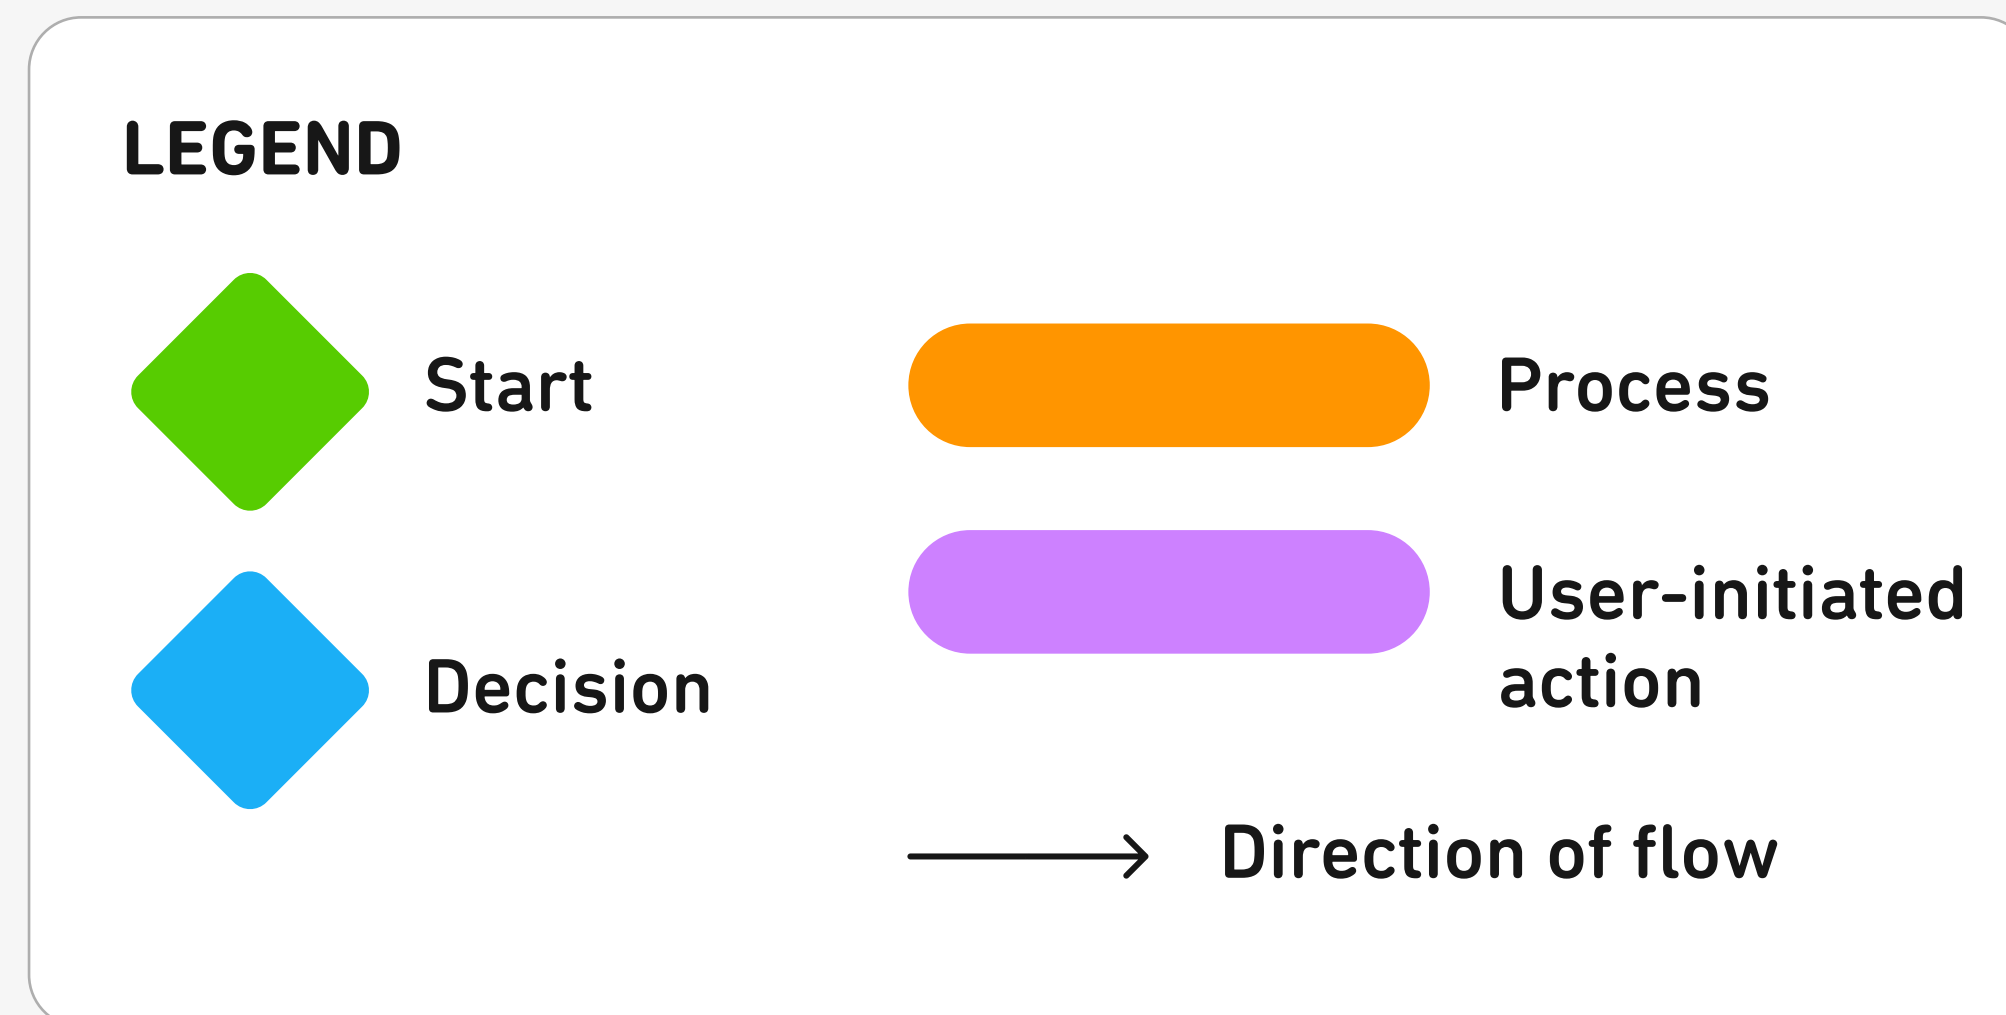 LEGEND
Start
Process
Decision
User-initiated
action
Direction of flow